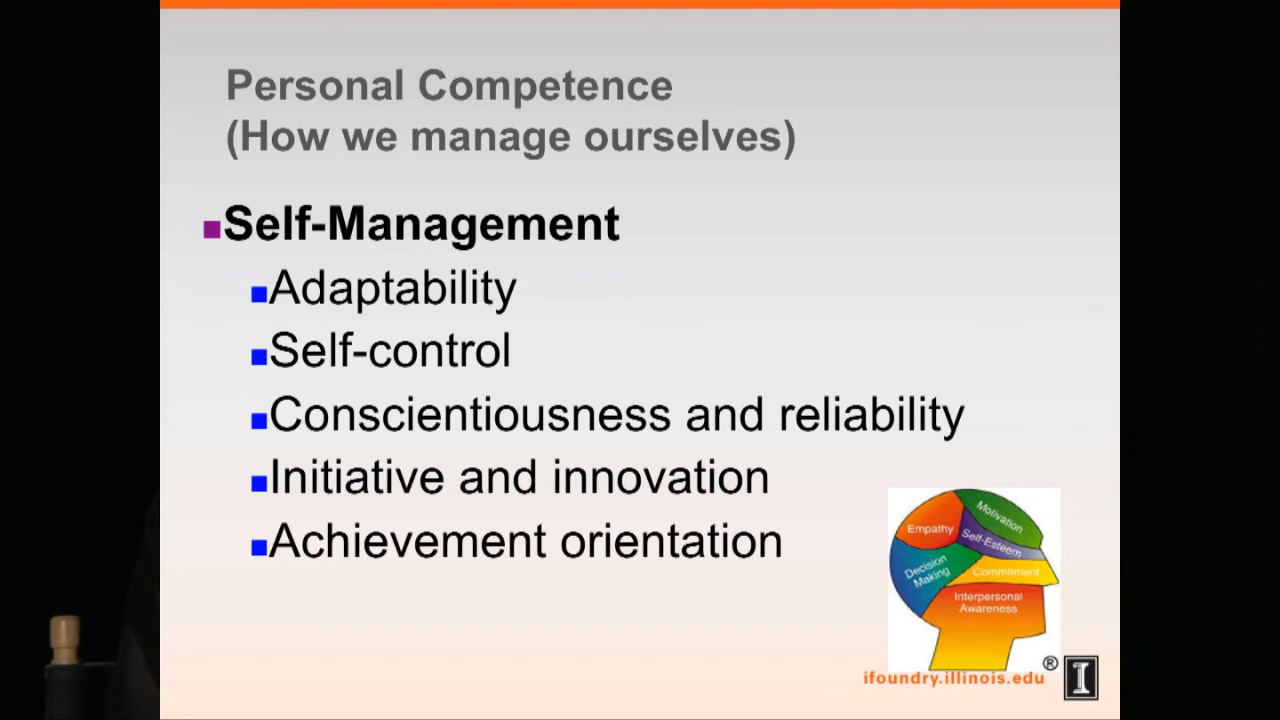 Personal Competence
(How we manage ourselves)
Self-Management
Adaptability
Self-control
Conscientiousness and reliability
Initiative and innovation
Achievement orientation
Motivation
Empathy
Self-Esteem
Decision
Making
Commitment
Interpersonal
Awareness
®
ifoundry.illinois.edu
I